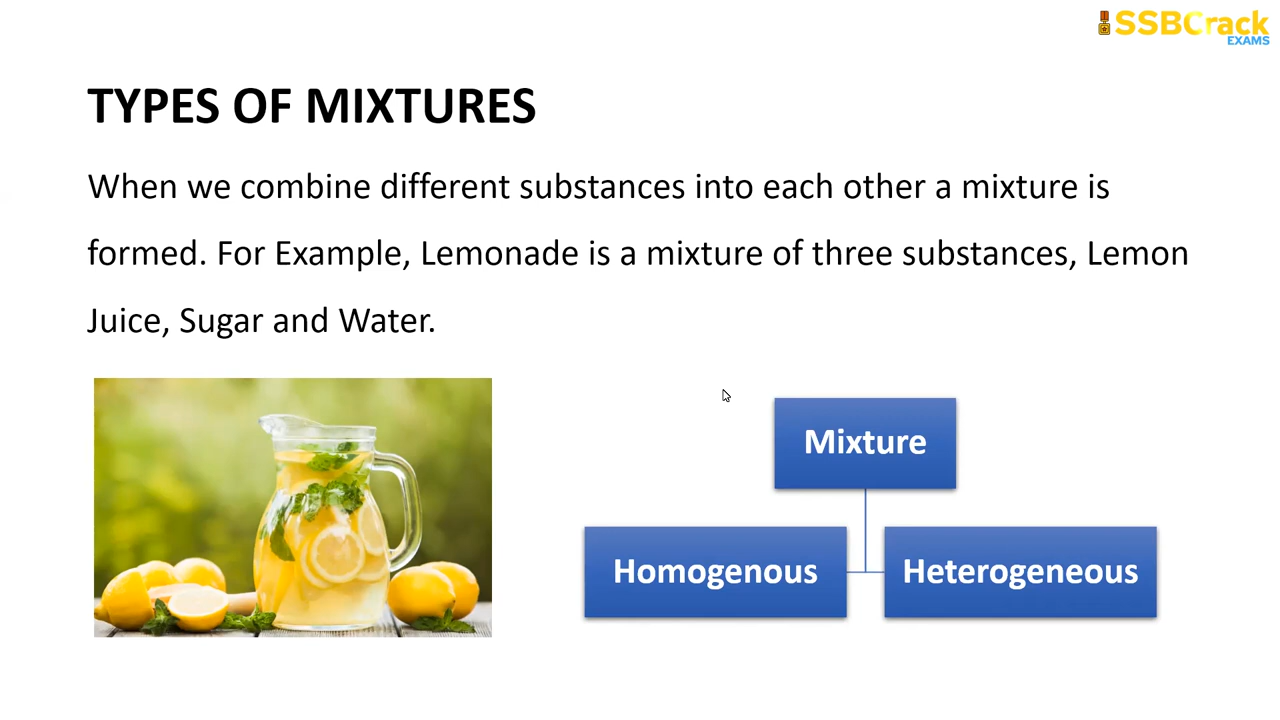 SSBCrack
EXAMS
TYPES OF MIXTURES
When we combine different substances into each other a mixture is
formed. For Example, Lemonade is a mixture of three substances, Lemon
Juice, Sugar and Water.
Mixture
Homogenous
Heterogeneous